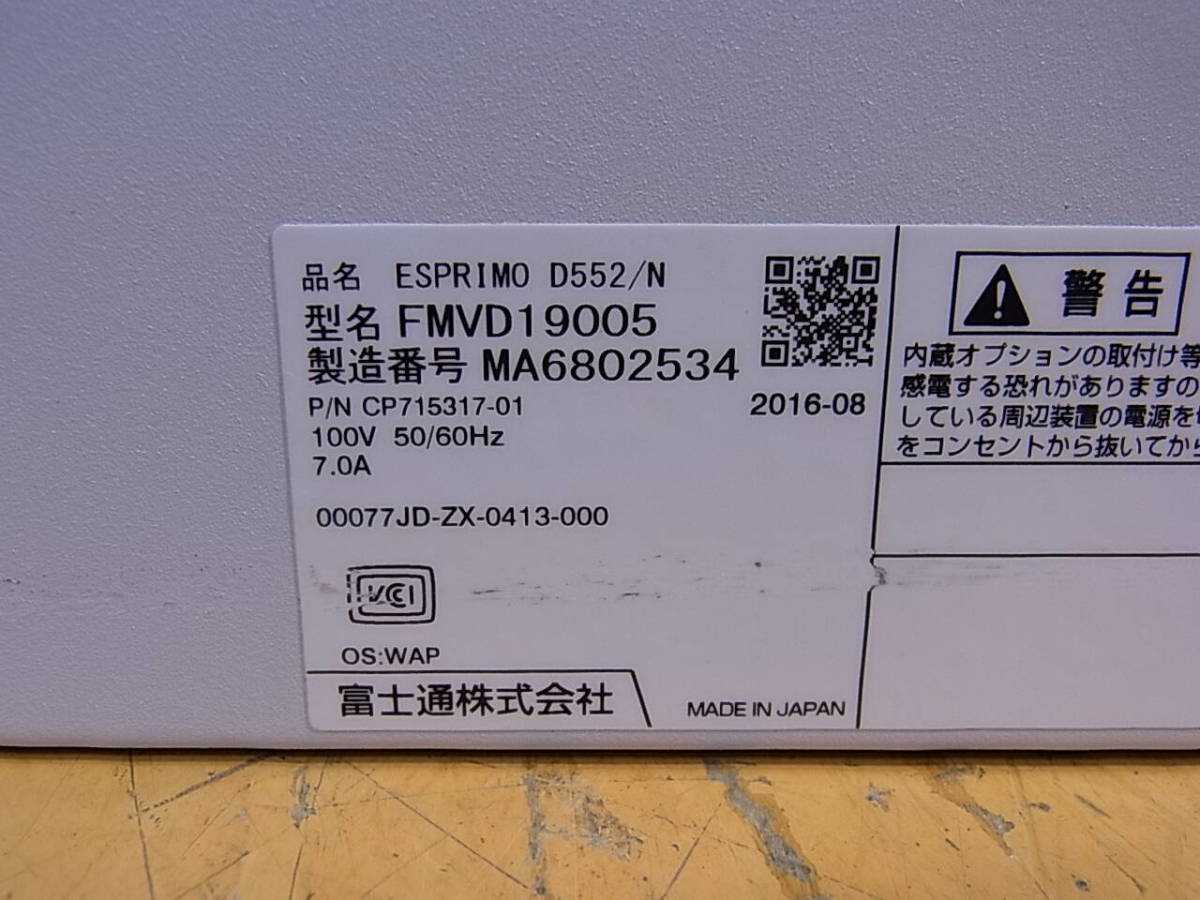 品名 ESPRIMO D552/N
型名 FMVD19005
製造番号 MA6802534
P/N CP715317-01
2016-08
100V 50/60Hz
7.0A
00077JD-ZX-0413-000
VCCI
OS:WAP
富士通株式会社
MADE IN JAPAN
警告
内蔵オプションの取付け等
感電する恐れがありますの
している周辺装置の電源を
をコンセントから抜いてから